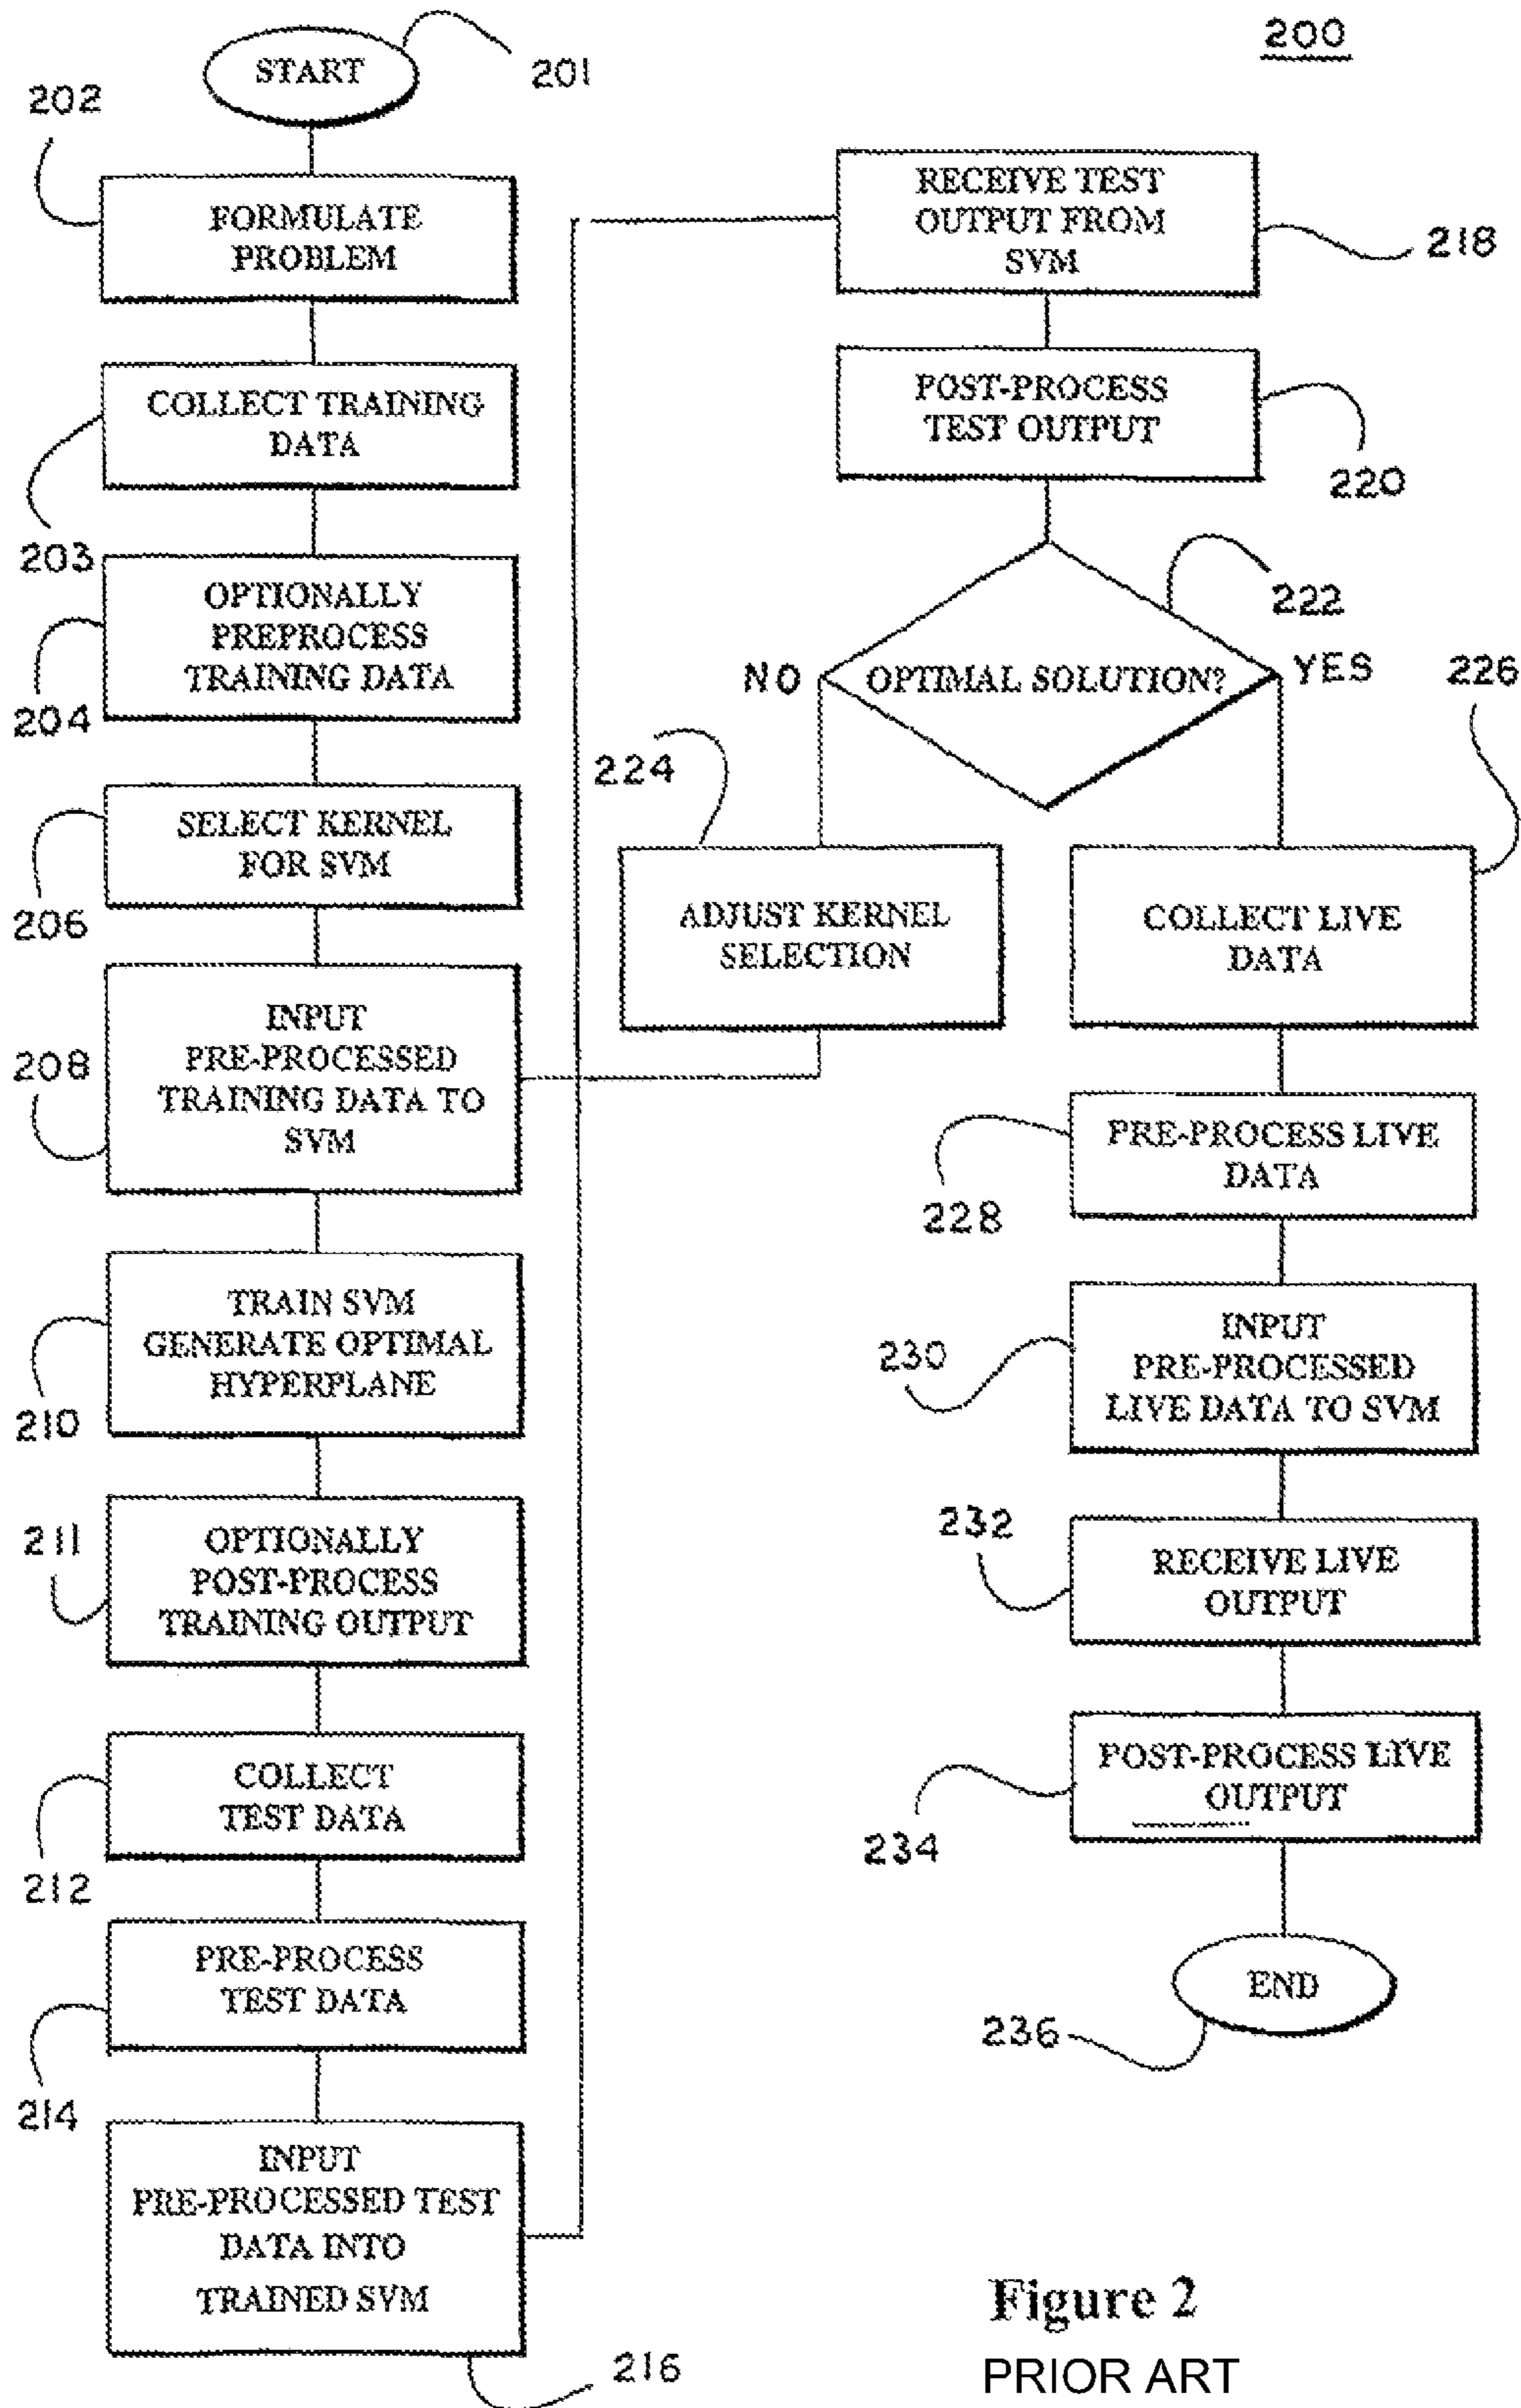 200
START
201
202
FORMULATE
PROBLEM
COLLECT TRAINING
DATA
203
OPTIONALLY
PREPROCESS
TRAINING DATA
204
SELECT KERNEL
FOR SVM
206
INPUT
PRE-PROCESSED
TRAINING DATA TO
SVM
208
TRAIN SVM
GENERATE OPTIMAL
HYPERPLANE
210
OPTIONALLY
POST-PROCESS
TRAINING OUTPUT
211
COLLECT
TEST DATA
212
PRE-PROCESS
TEST DATA
214
INPUT
PRE-PROCESSED TEST
DATA INTO
TRAINED SVM
216
RECEIVE TEST
OUTPUT FROM
SVM
218
POST-PROCESS
TEST OUTPUT
220
222
NO
OPTIMAL SOLUTION?
YES
224
ADJUST KERNEL
SELECTION
226
COLLECT LIVE
DATA
PRE-PROCESS LIVE
DATA
228
INPUT
PRE-PROCESSED
LIVE DATA TO SVM
230
232
RECEIVE LIVE
OUTPUT
POST-PROCESS LIVE
OUTPUT
234
END
236
Figure 2
PRIOR ART